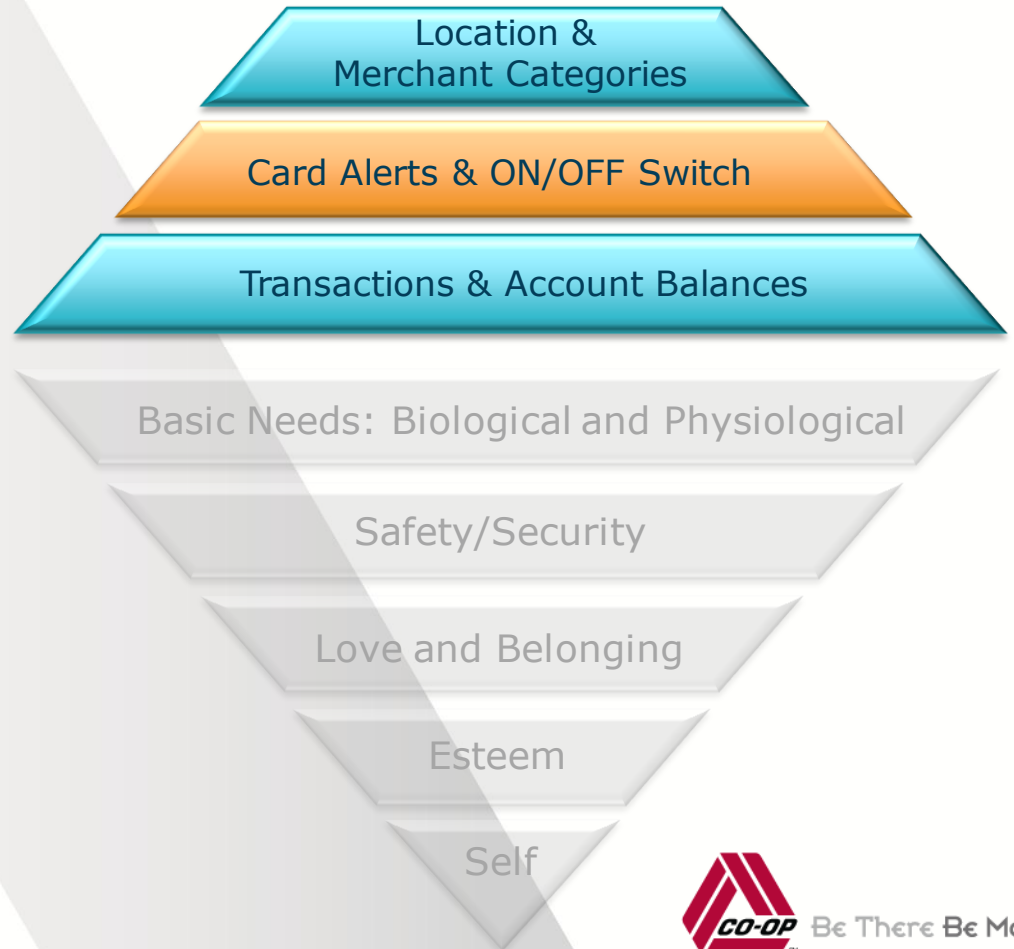 Location &
Merchant Categories
Card Alerts & ON/OFF Switch
Transactions & Account Balances
Basic Needs: Biological and Physiological
Safety/Security
Love and Belonging
Esteem
Self
CO-OP Be There Be